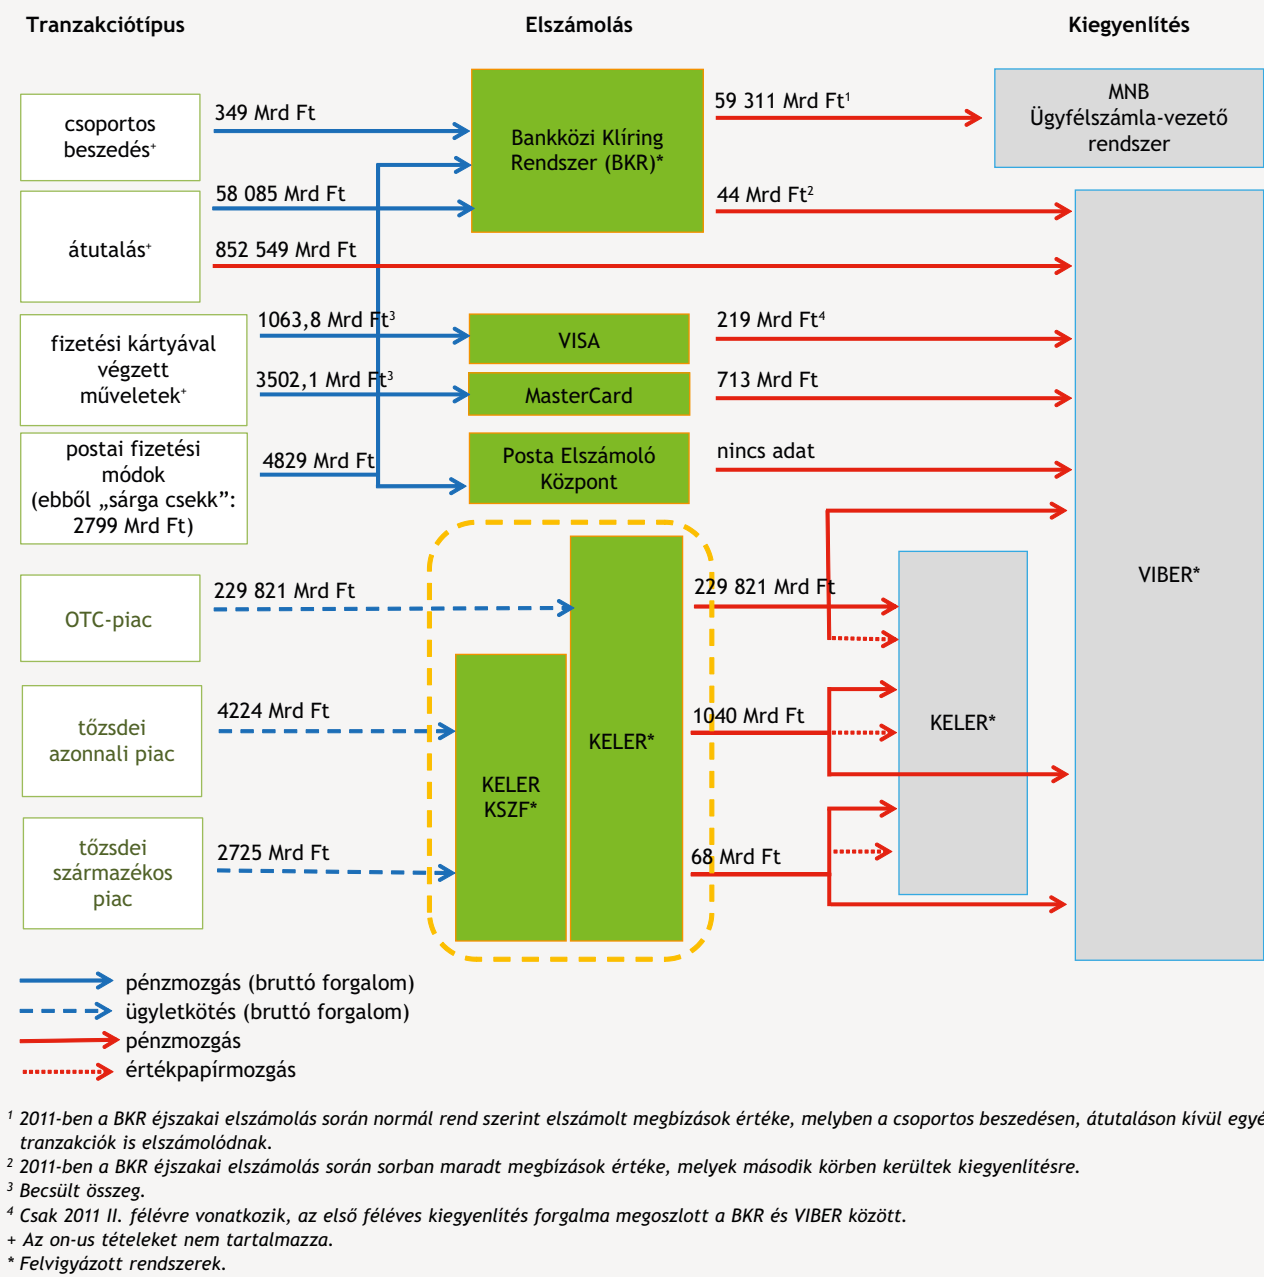 Tranzakciótípus
Elszámolás
Kiegyenlítés
csoportos
beszedés+
349 Mrd Ft
Bankközi Klíring
Rendszer (BKR)*
59 311 Mrd Ft1
MNB
Ügyfélszámla-vezető
rendszer
átutalás+
58 085 Mrd Ft
44 Mrd Ft2
852 549 Mrd Ft
fizetési kártyával
végzett
műveletek+
1063,8 Mrd Ft3
VISA
219 Mrd Ft4
3502,1 Mrd Ft3
MasterCard
713 Mrd Ft
postai fizetési
módok
(ebből „sárga csekk”:
2799 Mrd Ft)
4829 Mrd Ft
Posta Elszámoló
Központ
nincs adat
VIBER*
OTC-piac
229 821 Mrd Ft
229 821 Mrd Ft
tőzsdei
azonnali piac
4224 Mrd Ft
KELER*
1040 Mrd Ft
KELER*
KELER
KSZF*
tőzsdei
származékos
piac
2725 Mrd Ft
68 Mrd Ft
pénzmozgás (bruttó forgalom)
ügyletkötés (bruttó forgalom)
pénzmozgás
értékpapírmozgás
1 2011-ben a BKR éjszakai elszámolás során normál rend szerint elszámolt megbízások értéke, melyben a csoportos beszedésen, átutaláson kívül egyé
tranzakciók is elszámolódnak.
2 2011-ben a BKR éjszakai elszámolás során sorban maradt megbízások értéke, melyek második körben kerültek kiegyenlítésre.
3 Becsült összeg.
4 Csak 2011 II. félévre vonatkozik, az első féléves kiegyenlítés forgalma megoszlott a BKR és VIBER között.
+ Az on-us tételeket nem tartalmazza.
* Felvigyázott rendszerek.